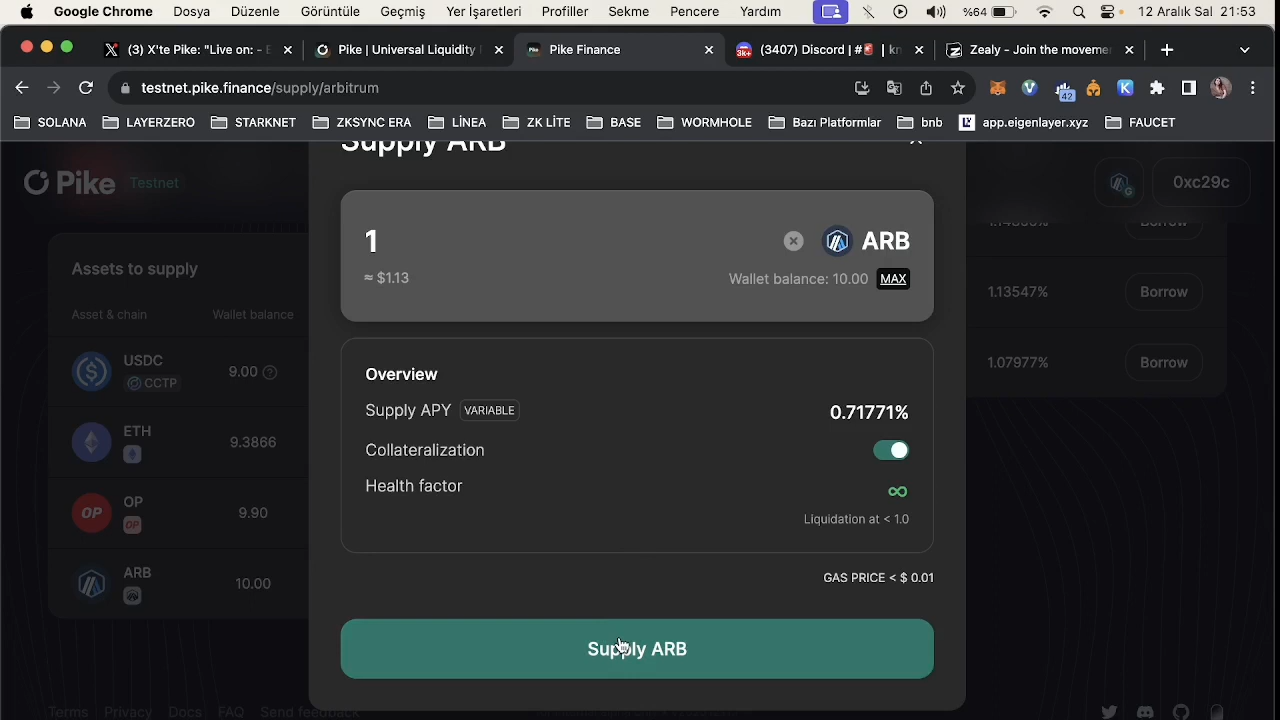 Google Chrome Dosya Düzenle Görüntüle Geçmiş Yer İşaretleri Profiller Sekme Pencere Yardım %64 12 Aralık Sal 21:53
(3) X'te Pike: "Live on: - E Pike | Universal Liquidity Pike Finance (3407) Discord | # | kn Zealy - Join the movemen
testnet.pike.finance/supply/arbitrum 42
SOLANA LAYERZERO STARKNET ZKSYNC ERA LİNEA ZK LİTE BASE WORMHOLE Bazı Platformlar bnb app.eigenlayer.xyz FAUCET
Supply ARB
Pike Testnet 0xc29c
1 ARB
≈ $1.13 Wallet balance: 10.00 MAX
Borrow
Assets to supply
Asset & chain Wallet balance
1.13547% Borrow
USDC 9.00
CCTP
1.07977% Borrow
ETH 9.3866
OP 9.90
OP
ARB 10.00
Overview
Supply APY VARIABLE 0.71771%
Collateralization
Health factor ∞
Liquidation at < 1.0
GAS PRICE < $ 0.01
Supply ARB
Terms Privacy Docs FAQ Send feedback